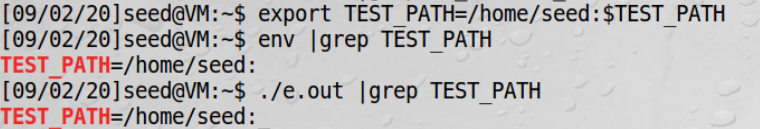 [09/02/20]seed@VM:~$ export TEST_PATH=/home/seed:$TEST_PATH
[09/02/20]seed@VM:~$ env |grep TEST_PATH
TEST_PATH=/home/seed:
[09/02/20]seed@VM:~$ ./e.out |grep TEST_PATH
TEST_PATH=/home/seed: